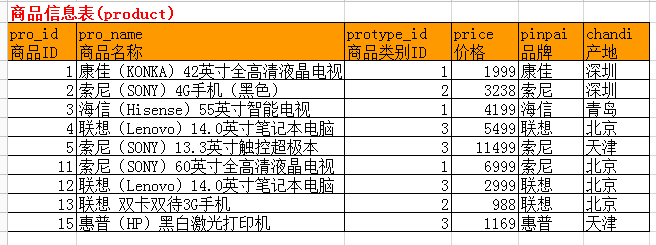 商品信息表(product)
pro_id pro_name protype_id price pinpai chandi
商品ID 商品名称 商品类别ID 价格 品牌 产地
1 康佳（KONKA）42英寸全高清液晶电视 1 1999 康佳 深圳
2 索尼（SONY）4G手机（黑色） 2 3238 索尼 深圳
3 海信（Hisense）55英寸智能电视 1 4199 海信 青岛
4 联想（Lenovo）14.0英寸笔记本电脑 3 5499 联想 北京
5 索尼（SONY）13.3英寸触控超极本 3 11499 索尼 天津
11 索尼（SONY）60英寸全高清液晶电视 1 6999 索尼 北京
12 联想（Lenovo）14.0英寸笔记本电脑 3 2999 联想 北京
13 联想 双卡双待3G手机 2 988 联想 北京
15 惠普（HP）黑白激光打印机 3 1169 惠普 天津